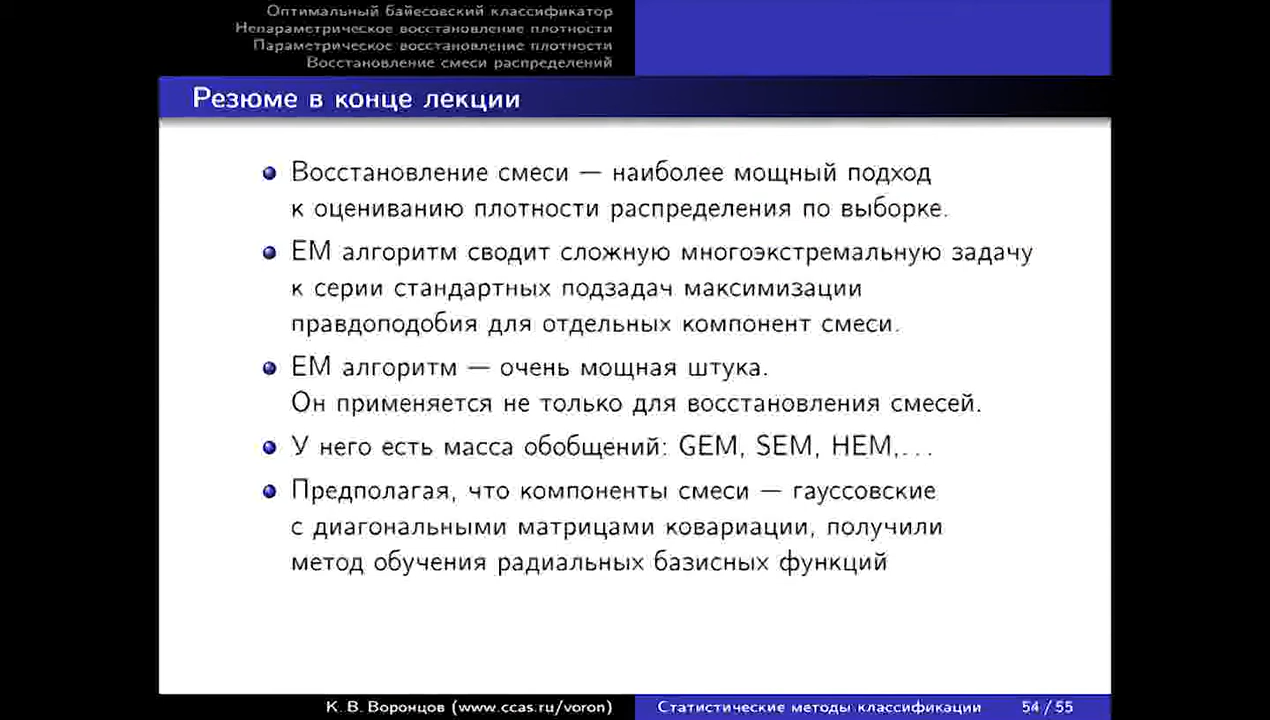 Оптимальный байесовский классификатор
Непараметрическое восстановление плотности
Параметрическое восстановление плотности
Восстановление смеси распределений
Резюме в конце лекции
Восстановление смеси — наиболее мощный подход
к оцениванию плотности распределения по выборке.
ЕМ алгоритм сводит сложную многоэкстремальную задачу
к серии стандартных подзадач максимизации
правдоподобия для отдельных компонент смеси.
ЕМ алгоритм — очень мощная штука.
Он применяется не только для восстановления смесей.
У него есть масса обобщений: GEM, SEM, HEM,...
Предполагая, что компоненты смеси — гауссовские
с диагональными матрицами ковариации, получили
метод обучения радиальных базисных функций
К. В. Воронцов (www.ccas.ru/voron)
Статистические методы классификации
54 / 55